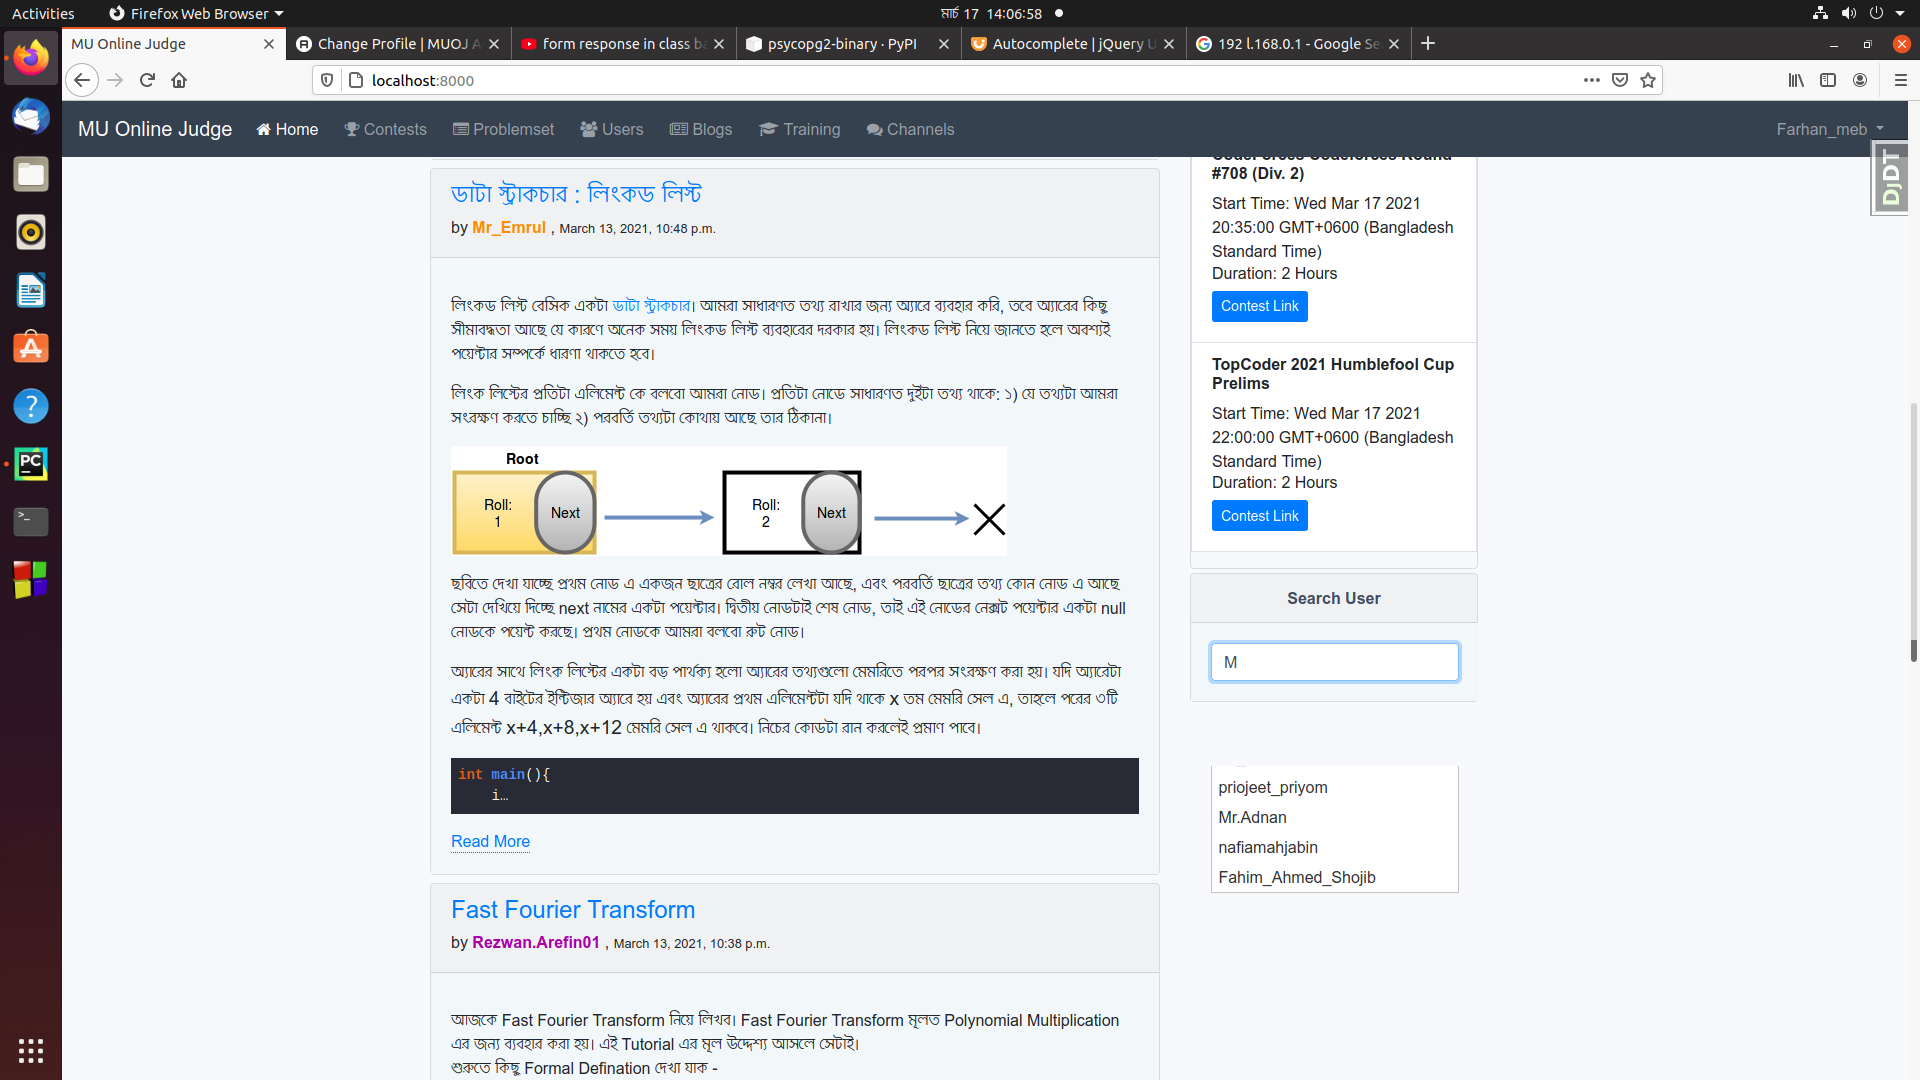 Activities
Firefox Web Browser
মার্চ 17 14:06:58
MU Online Judge
Change Profile | MUOJ A
form response in class ba
psycopg2-binary · PyPI
Autocomplete | jQuery U
192 l.168.0.1 - Google Se
localhost:8000
MU Online Judge
Home
Contests
Problemset
Users
Blogs
Training
Channels
Farhan_meb
DjDT
ডাটা স্ট্রাকচার : লিংকড লিস্ট
by Mr_Emrul , March 13, 2021, 10:48 p.m.
লিংকড লিস্ট বেসিক একটা ডাটা স্ট্রাকচার। আমরা সাধারণত তথ্য রাখার জন্য অ্যারে ব্যবহার করি, তবে অ্যারের কিছু
সীমাবদ্ধতা আছে যে কারণে অনেক সময় লিংকড লিস্ট ব্যবহারের দরকার হয়। লিংকড লিস্ট নিয়ে জানতে হলে অবশ্যই
পয়েন্টার সম্পর্কে ধারণা থাকতে হবে।
লিংক লিস্টের প্রতিটা এলিমেন্ট কে বলবো আমরা নোড। প্রতিটা নোডে সাধারণত দুইটা তথ্য থাকে: ১) যে তথ্যটা আমরা
সংরক্ষণ করতে চাচ্ছি ২) পরবর্তি তথ্যটা কোথায় আছে তার ঠিকানা।
Root
Roll:
1
Next
Roll:
2
Next
ছবিতে দেখা যাচ্ছে প্রথম নোড এ একজন ছাত্রের রোল নম্বর লেখা আছে, এবং পরবর্তি ছাত্রের তথ্য কোন নোড এ আছে
সেটা দেখিয়ে দিচ্ছে next নামের একটা পয়েন্টার। দ্বিতীয় নোডটাই শেষ নোড, তাই এই নোডের নেক্সট পয়েন্টার একটা null
নোডকে পয়েন্ট করছে। প্রথম নোডকে আমরা বলবো রুট নোড।
অ্যারের সাথে লিংক লিস্টের একটা বড় পার্থক্য হলো অ্যারের তথ্যগুলো মেমরিতে পরপর সংরক্ষণ করা হয়। যদি অ্যারেটা
একটা 4 বাইটের ইন্টিজার অ্যারে হয় এবং অ্যারের প্রথম এলিমেন্টটা যদি থাকে x তম মেমরি সেল এ, তাহলে পরের ৩টি
এলিমেন্ট x+4,x+8,x+12 মেমরি সেল এ থাকবে। নিচের কোডটা রান করলেই প্রমাণ পাবে।
int main(){
i…
Read More
Fast Fourier Transform
by Rezwan.Arefin01 , March 13, 2021, 10:38 p.m.
আজকে Fast Fourier Transform নিয়ে লিখব। Fast Fourier Transform মূলত Polynomial Multiplication
এর জন্য ব্যবহার করা হয়। এই Tutorial এর মূল উদ্দেশ্য আসলে সেটাই।
শুরুতে কিছু Formal Defination দেখা যাক -
CodeForces Codeforces Round
#708 (Div. 2)
Start Time: Wed Mar 17 2021
20:35:00 GMT+0600 (Bangladesh
Standard Time)
Duration: 2 Hours
Contest Link
TopCoder 2021 Humblefool Cup
Prelims
Start Time: Wed Mar 17 2021
22:00:00 GMT+0600 (Bangladesh
Standard Time)
Duration: 2 Hours
Contest Link
Search User
M
priojeet_priyom
Mr.Adnan
nafiamahjabin
Fahim_Ahmed_Shojib